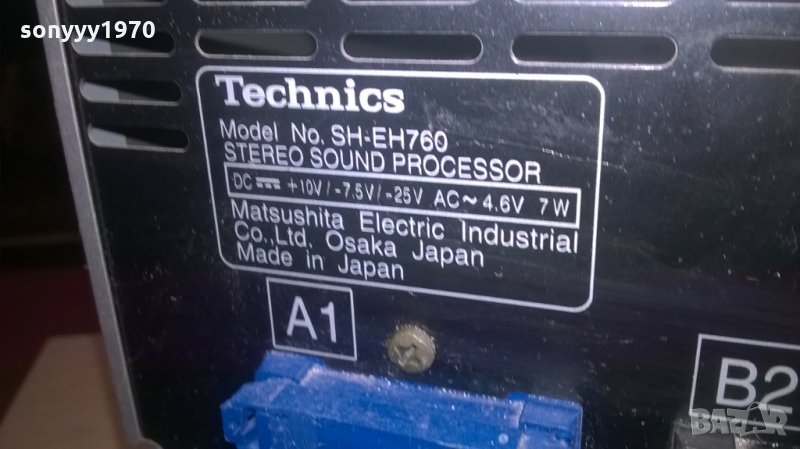 sonyyy1970
Technics
Model No. SH-EH760
STEREO SOUND PROCESSOR
DC ⎓ +10V/-7.5V/-25V AC~4.6V 7W
Matsushita Electric Industrial
Co.,Ltd. Osaka Japan
Made in Japan
A1
B2
BAZAR